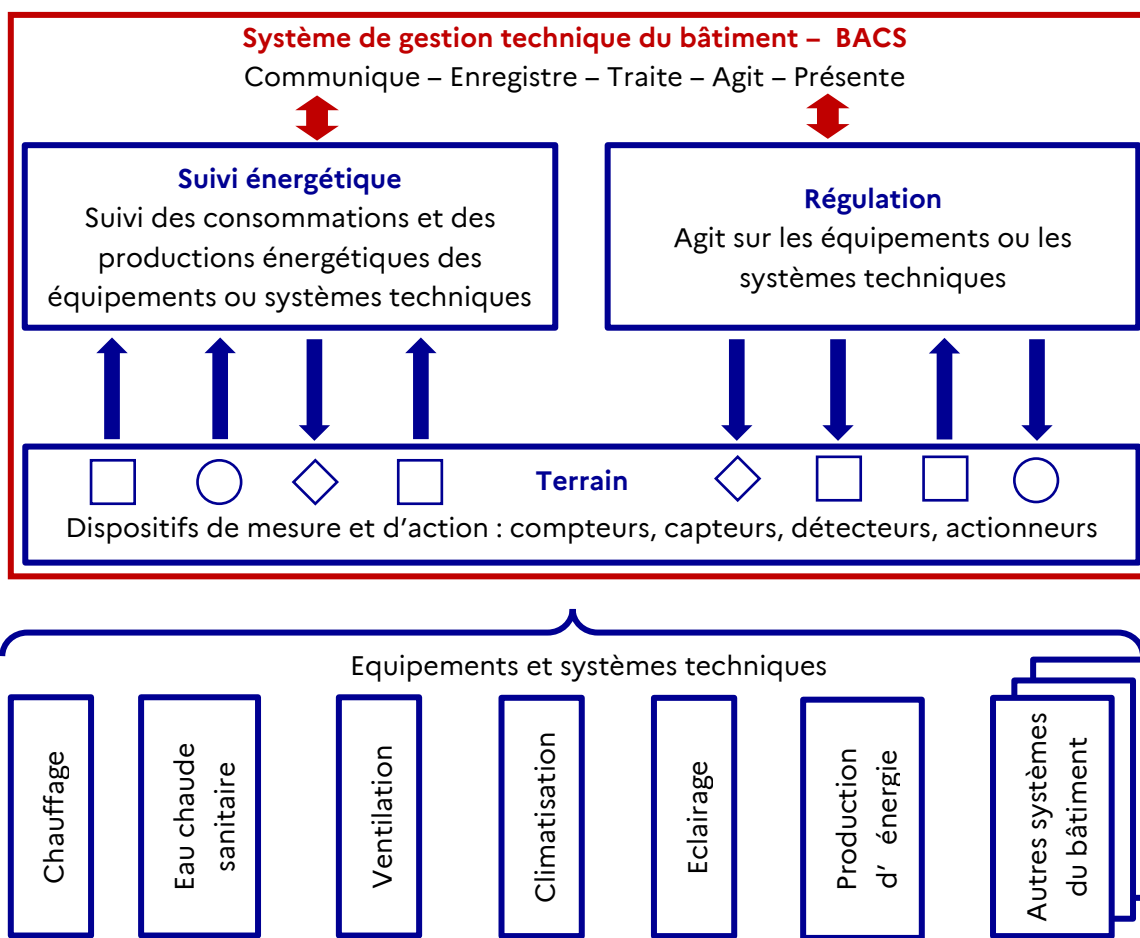 Système de gestion technique du bâtiment – BACS
Communique – Enregistre – Traite – Agit – Présente
Suivi énergétique
Suivi des consommations et des
productions énergétiques des
équipements ou systèmes techniques
Régulation
Agit sur les équipements ou les
systèmes techniques
Terrain
Dispositifs de mesure et d’action : compteurs, capteurs, détecteurs, actionneurs
Equipements et systèmes techniques
Chauffage
Eau chaude
sanitaire
Ventilation
Climatisation
Eclairage
Production
d’ énergie
Autres systèmes
du bâtiment